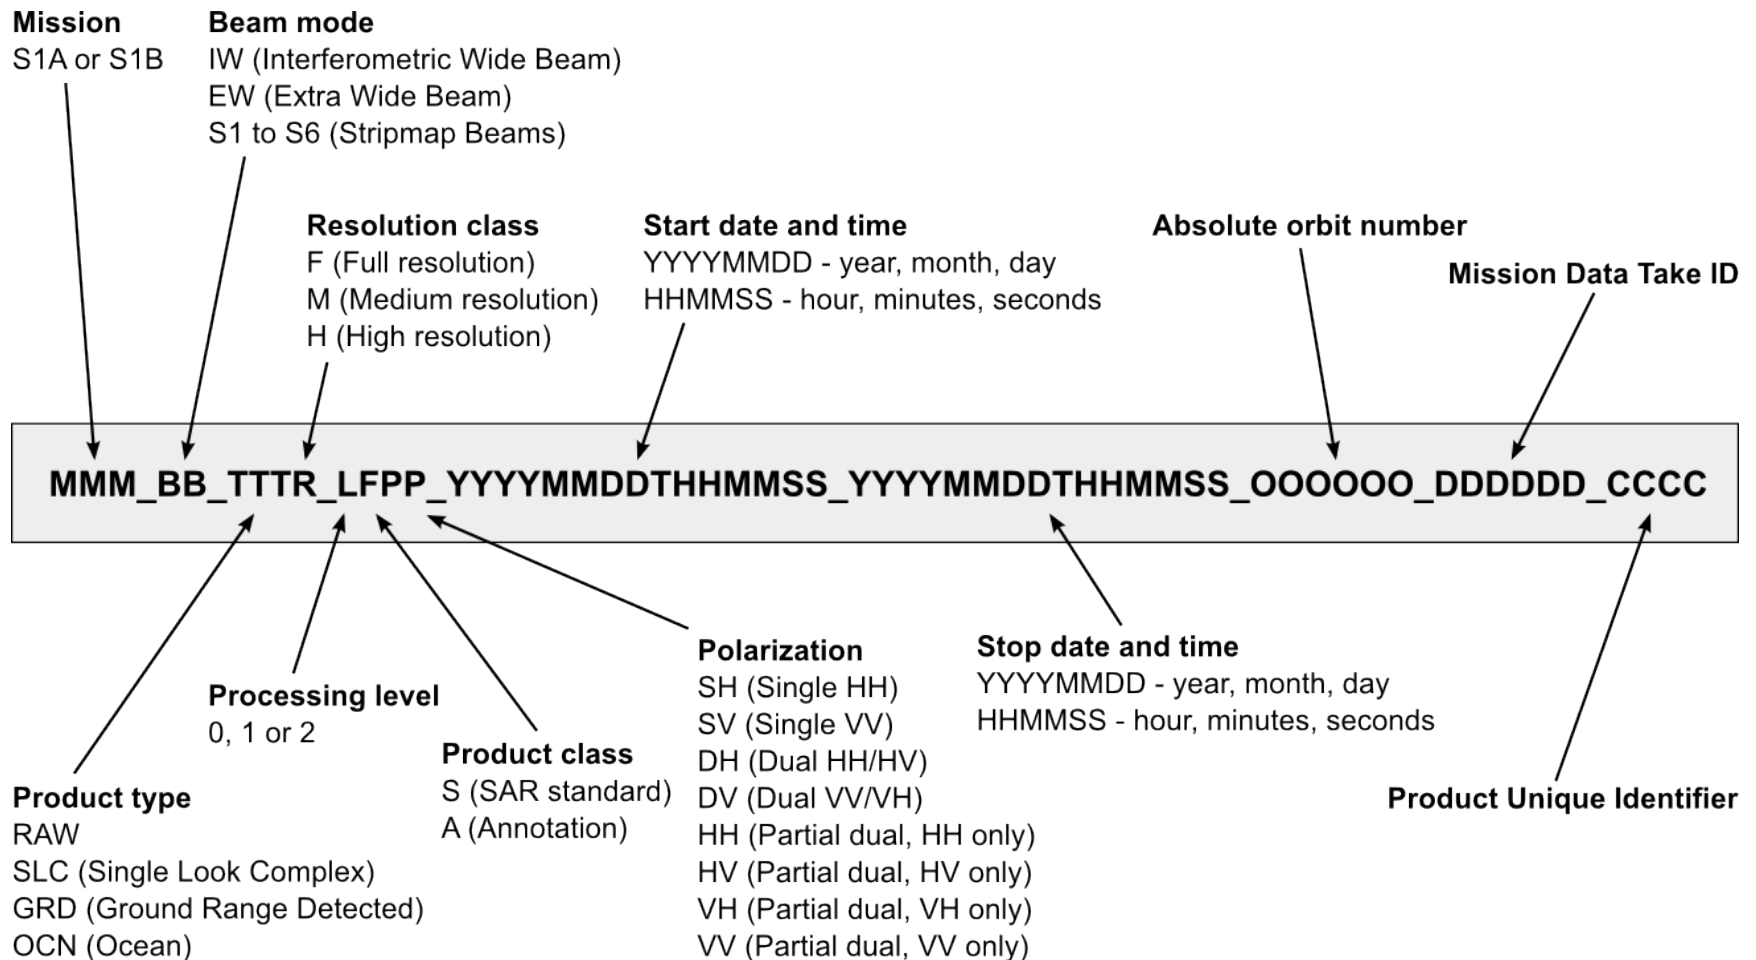 Mission
S1A or S1B
Beam mode
IW (Interferometric Wide Beam)
EW (Extra Wide Beam)
S1 to S6 (Stripmap Beams)
Resolution class
F (Full resolution)
M (Medium resolution)
H (High resolution)
Start date and time
YYYYMMDD - year, month, day
HHMMSS - hour, minutes, seconds
Absolute orbit number
Mission Data Take ID
MMM_BB_TTTR_LFPP_YYYYMMDDTHHMMSS_YYYYMMDDTHHMMSS_OOOOOO_DDDDDD_CCCC
Product type
RAW
SLC (Single Look Complex)
GRD (Ground Range Detected)
OCN (Ocean)
Processing level
0, 1 or 2
Product class
S (SAR standard)
A (Annotation)
Polarization
SH (Single HH)
SV (Single VV)
DH (Dual HH/HV)
DV (Dual VV/VH)
HH (Partial dual, HH only)
HV (Partial dual, HV only)
VH (Partial dual, VH only)
VV (Partial dual, VV only)
Stop date and time
YYYYMMDD - year, month, day
HHMMSS - hour, minutes, seconds
Product Unique Identifier